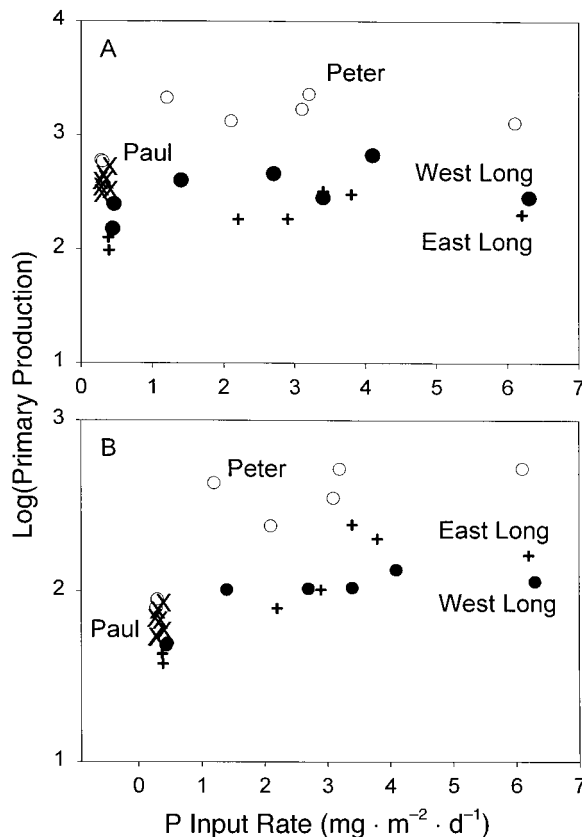 4
A
Peter
3
Paul
West Long
2
East Long
1
0 1 2 3 4 5 6 7
Log(Primary Production)
3
B
Peter
East Long
2
Paul
West Long
1
0 1 2 3 4 5 6 7
P Input Rate (mg · m⁻² · d⁻¹)